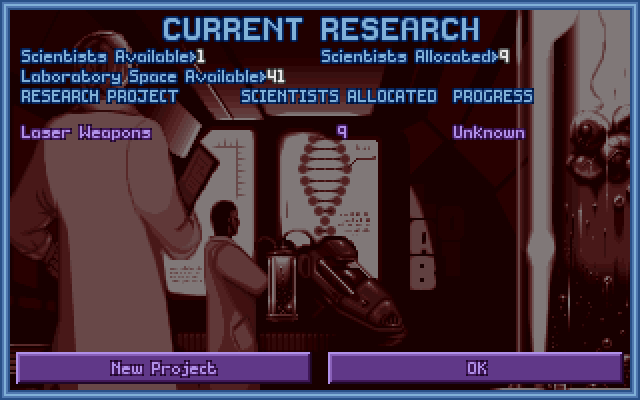 CURRENT RESEARCH
Scientists Available>1 Scientists Allocated>9
Laboratory Space Available>41
RESEARCH PROJECT SCIENTISTS ALLOCATED PROGRESS
Laser Weapons 9 Unknown
A
B
New Project OK